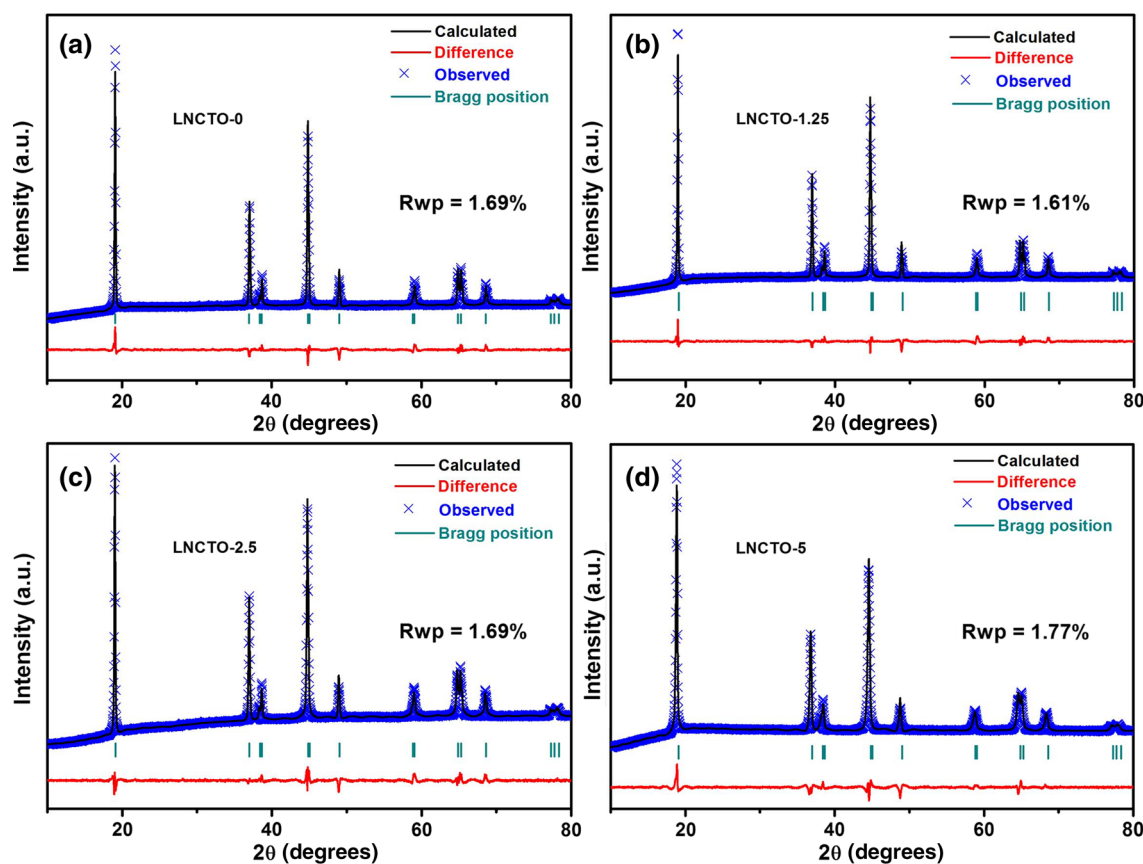 (a)
Calculated
Difference
Observed
Bragg position
LNCTO-0
Rwp = 1.69%
Intensity (a.u.)
20 40 60 80
2θ (degrees)
(b)
Calculated
Difference
Observed
Bragg position
LNCTO-1.25
Rwp = 1.61%
Intensity (a.u.)
20 40 60 80
2θ (degrees)
(c)
Calculated
Difference
Observed
Bragg position
LNCTO-2.5
Rwp = 1.69%
Intensity (a.u.)
20 40 60 80
2θ (degrees)
(d)
Calculated
Difference
Observed
Bragg position
LNCTO-5
Rwp = 1.77%
Intensity (a.u.)
20 40 60 80
2θ (degrees)